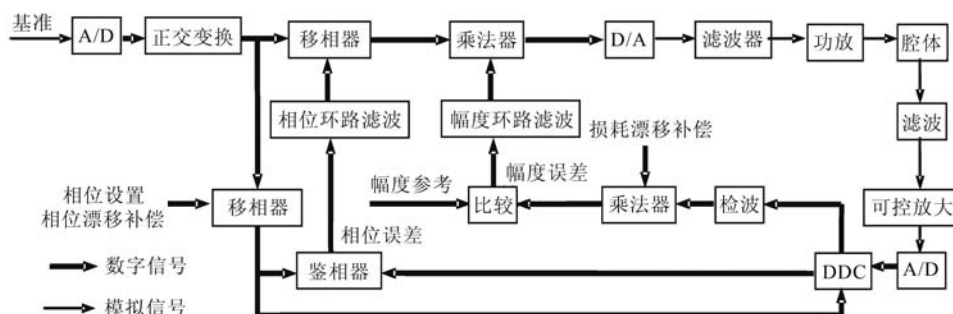 基准
A/D
正交变换
移相器
乘法器
D/A
滤波器
功放
腔体
相位环路滤波
幅度环路滤波
损耗漂移补偿
滤波
幅度误差
相位设置
相位漂移补偿
移相器
幅度参考
比较
乘法器
检波
可控放大
相位误差
数字信号
鉴相器
DDC
A/D
模拟信号